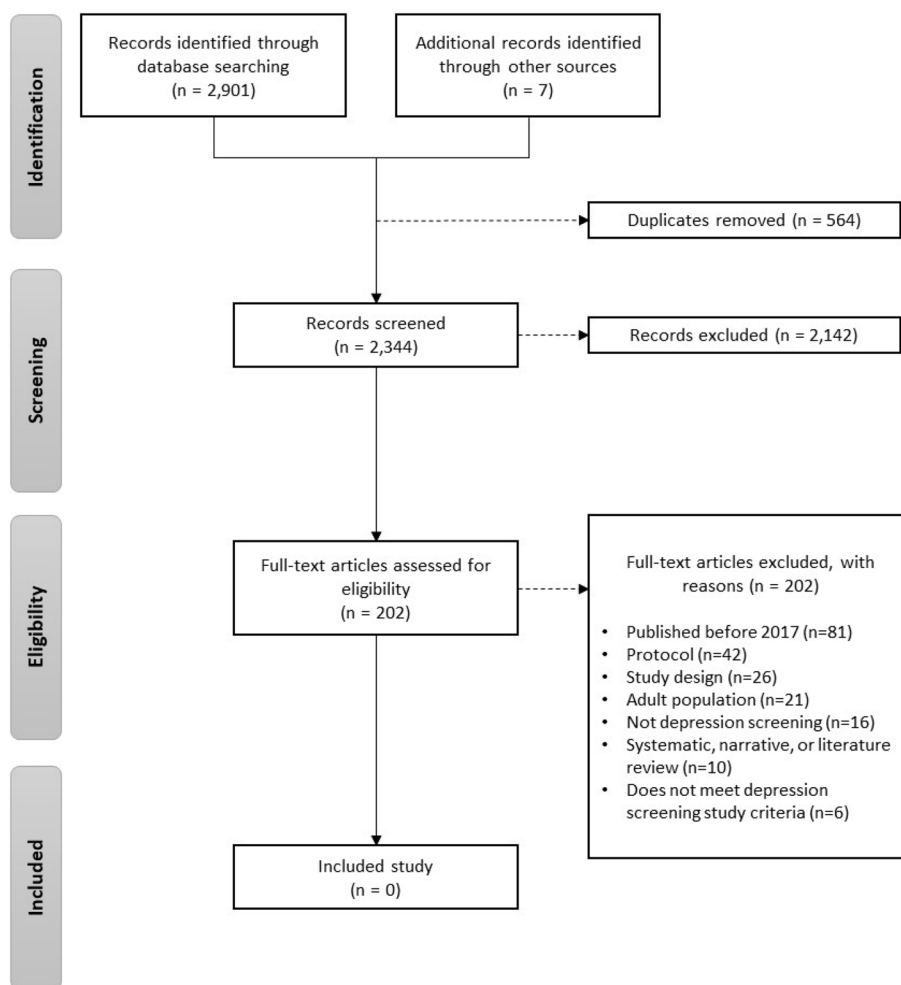 Identification
Records identified through
database searching
(n = 2,901)
Additional records identified
through other sources
(n = 7)
Duplicates removed (n = 564)
Screening
Records screened
(n = 2,344)
Records excluded (n = 2,142)
Eligibility
Full-text articles assessed for
eligibility
(n = 202)
Full-text articles excluded, with
reasons (n = 202)
• Published before 2017 (n=81)
• Protocol (n=42)
• Study design (n=26)
• Adult population (n=21)
• Not depression screening (n=16)
• Systematic, narrative, or literature
review (n=10)
• Does not meet depression
screening study criteria (n=6)
Included
Included study
(n = 0)